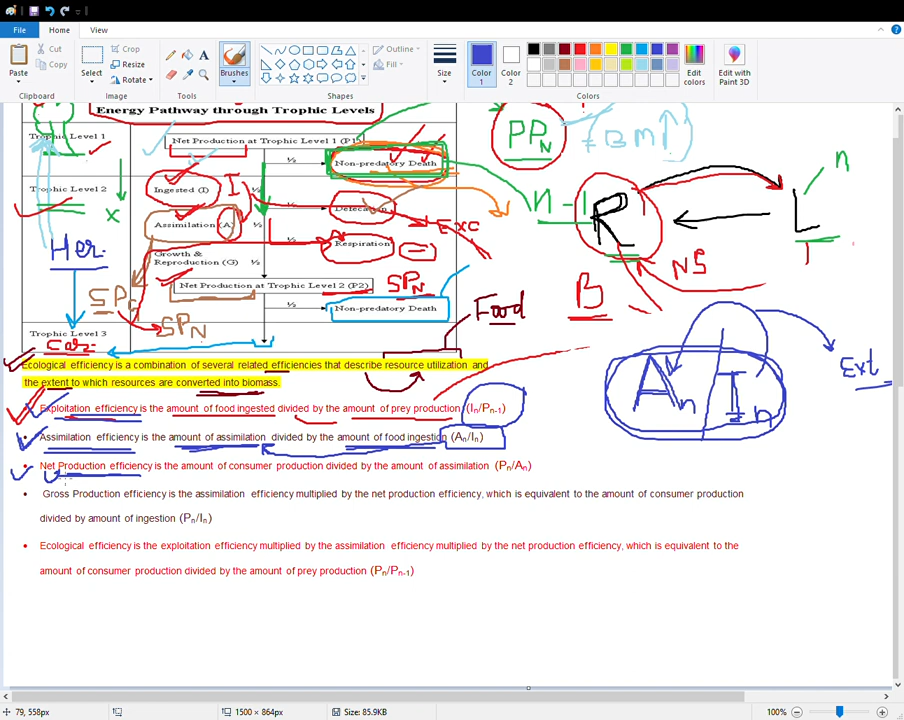 File
Home
View
Paste
Cut
Copy
Clipboard
Select
Crop
Resize
Rotate
Image
A
Tools
Brushes
Shapes
Outline
Fill
Size
Color 1
Color 2
Colors
Edit colors
Edit with Paint 3D
Energy Pathway through Trophic Levels
Trophic Level 1
Net Production at Trophic Level 1 (P1)
Non-predatory Death
Trophic Level 2
Ingested (I)
I
Defecation
Assimilation (A)
Exc
Respiration
Growth & Reproduction (G)
Net Production at Trophic Level 2 (P2)
SPN
Non-predatory Death
Trophic Level 3
x
Her.
Car.
SPG
SPN
Food
PPN
(Bm↑)
n-1
R
L
n
NS
B
An
In
Ext
Ecological efficiency is a combination of several related efficiencies that describe resource utilization and
the extent to which resources are converted into biomass.
• Exploitation efficiency is the amount of food ingested divided by the amount of prey production (In/Pn-1)
• Assimilation efficiency is the amount of assimilation divided by the amount of food ingestion (An/In)
• Net Production efficiency is the amount of consumer production divided by the amount of assimilation (Pn/An)
• Gross Production efficiency is the assimilation efficiency multiplied by the net production efficiency, which is equivalent to the amount of consumer production
divided by amount of ingestion (Pn/In)
• Ecological efficiency is the exploitation efficiency multiplied by the assimilation efficiency multiplied by the net production efficiency, which is equivalent to the
amount of consumer production divided by the amount of prey production (Pn/Pn-1)
79, 558px
1500 × 864px
Size: 85.9KB
100%